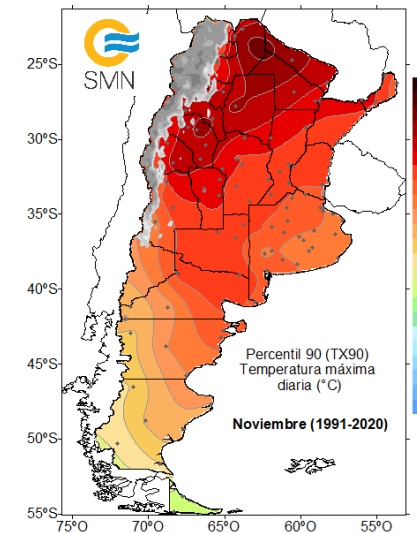 SMN
25°S
30°S
35°S
40°S
45°S
50°S
55°S
Percentil 90 (TX90)
Temperatura máxima
diaria (°C)
Noviembre (1991-2020)
75°O
70°O
65°O
60°O
55°O